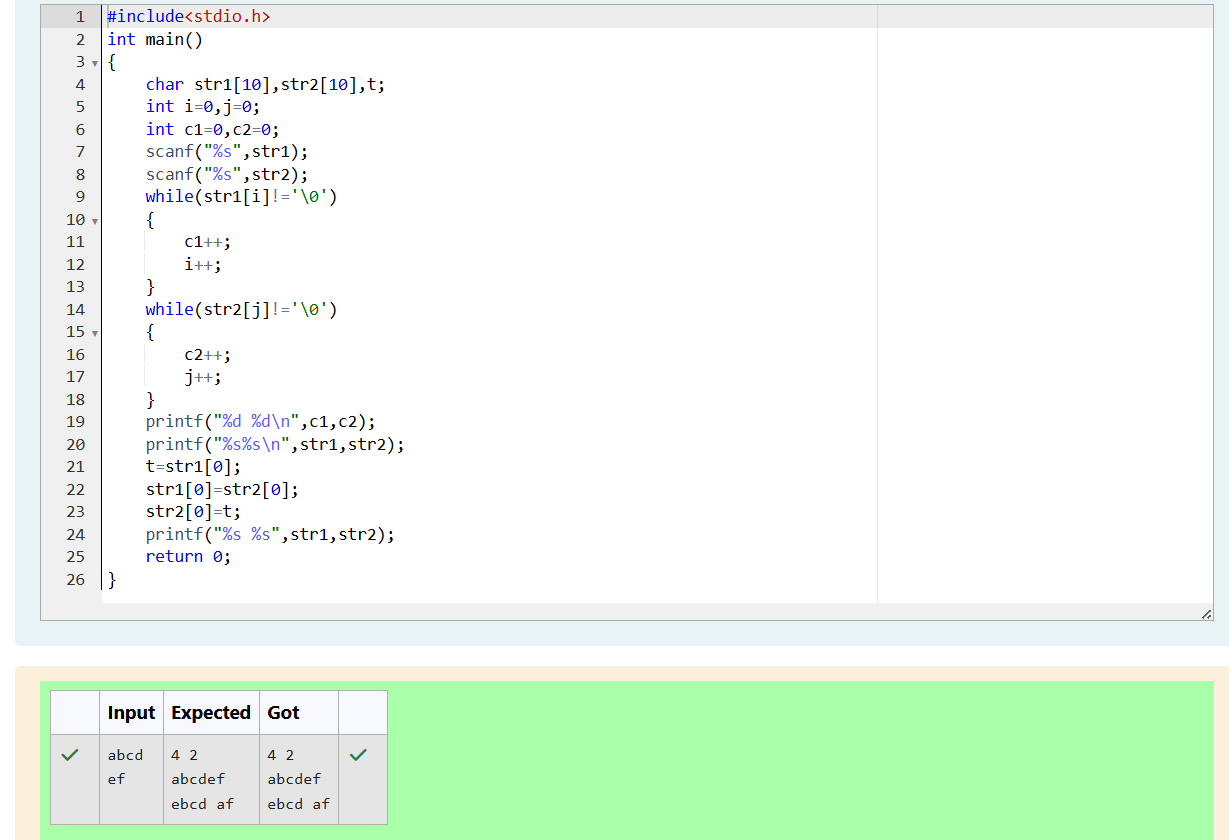 1 #include<stdio.h>
2 int main()
3 {
4     char str1[10],str2[10],t;
5     int i=0,j=0;
6     int c1=0,c2=0;
7     scanf("%s",str1);
8     scanf("%s",str2);
9     while(str1[i]!='\0')
10     {
11         c1++;
12         i++;
13     }
14     while(str2[j]!='\0')
15     {
16         c2++;
17         j++;
18     }
19     printf("%d %d\n",c1,c2);
20     printf("%s%s\n",str1,str2);
21     t=str1[0];
22     str1[0]=str2[0];
23     str2[0]=t;
24     printf("%s %s",str1,str2);
25     return 0;
26 }
Input Expected Got
abcd 4 2 4 2
ef abcdef abcdef
ebcd af ebcd af